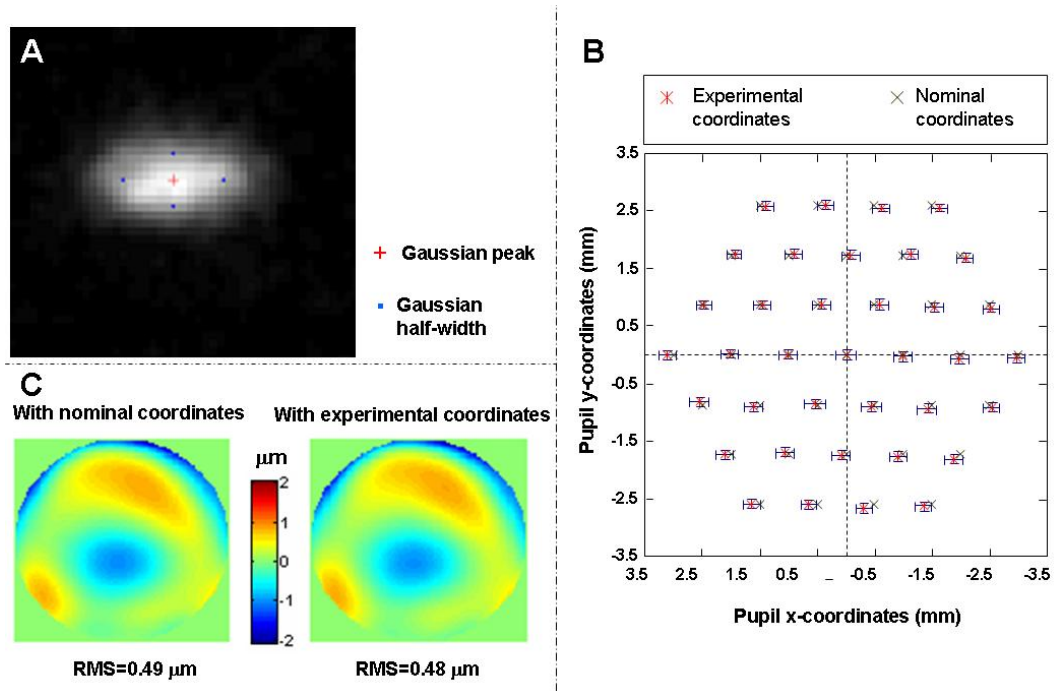 A
+ Gaussian peak
Gaussian
half-width
B
Experimental
coordinates
Nominal
coordinates
3.5
2.5
1.5
0.5
-0.5
-1.5
-2.5
-3.5
Pupil y-coordinates (mm)
3.5 2.5 1.5 0.5 _ -0.5 -1.5 -2.5 -3.5
Pupil x-coordinates (mm)
C
With nominal coordinates
With experimental coordinates
μm
2
1
0
-1
-2
RMS=0.49 μm
RMS=0.48 μm